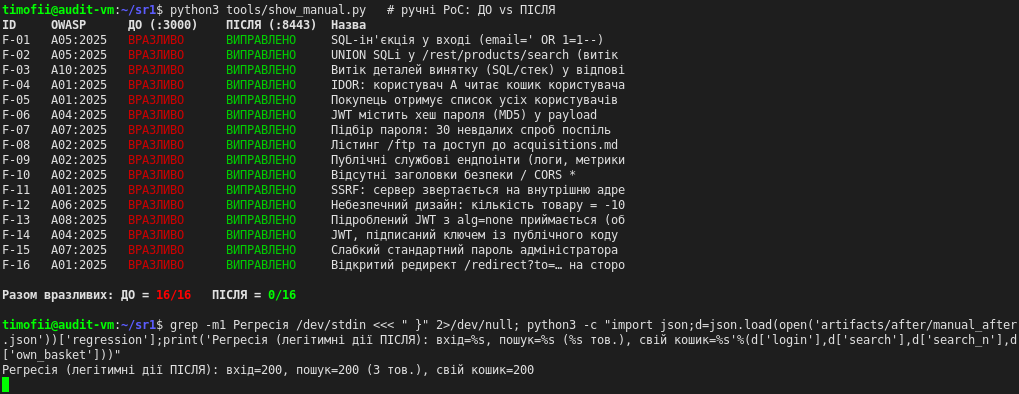 timofii@audit-vm:~/sr1$ python3 tools/show_manual.py   # ручні PoC: ДО vs ПІСЛЯ
ID   OWASP   ДО (:3000)   ПІСЛЯ (:8443)   Назва
F-01   A05:2025   ВРАЗЛИВО   ВИПРАВЛЕНО   SQL-ін'єкція у вході (email=' OR 1=1--)
F-02   A05:2025   ВРАЗЛИВО   ВИПРАВЛЕНО   UNION SQLi у /rest/products/search (витік
F-03   A10:2025   ВРАЗЛИВО   ВИПРАВЛЕНО   Витік деталей винятку (SQL/стек) у відпові
F-04   A01:2025   ВРАЗЛИВО   ВИПРАВЛЕНО   IDOR: користувач A читає кошик користувача
F-05   A01:2025   ВРАЗЛИВО   ВИПРАВЛЕНО   Покупець отримує список усіх користувачів
F-06   A04:2025   ВРАЗЛИВО   ВИПРАВЛЕНО   JWT містить хеш пароля (MD5) у payload
F-07   A07:2025   ВРАЗЛИВО   ВИПРАВЛЕНО   Підбір пароля: 30 невдалих спроб поспіль
F-08   A02:2025   ВРАЗЛИВО   ВИПРАВЛЕНО   Лістинг /ftp та доступ до acquisitions.md
F-09   A02:2025   ВРАЗЛИВО   ВИПРАВЛЕНО   Публічні службові ендпоінти (логи, метрики
F-10   A02:2025   ВРАЗЛИВО   ВИПРАВЛЕНО   Відсутні заголовки безпеки / CORS *
F-11   A01:2025   ВРАЗЛИВО   ВИПРАВЛЕНО   SSRF: сервер звертається на внутрішню адре
F-12   A06:2025   ВРАЗЛИВО   ВИПРАВЛЕНО   Небезпечний дизайн: кількість товару = -10
F-13   A08:2025   ВРАЗЛИВО   ВИПРАВЛЕНО   Підроблений JWT з alg=none приймається (об
F-14   A04:2025   ВРАЗЛИВО   ВИПРАВЛЕНО   JWT, підписаний ключем із публічного коду
F-15   A07:2025   ВРАЗЛИВО   ВИПРАВЛЕНО   Слабкий стандартний пароль адміністратора
F-16   A01:2025   ВРАЗЛИВО   ВИПРАВЛЕНО   Відкритий редирект /redirect?to=… на сторо
Разом вразливих: ДО = 16/16   ПІСЛЯ = 0/16
timofii@audit-vm:~/sr1$ grep -m1 Регресія /dev/stdin <<< " }" 2>/dev/null; python3 -c "import json;d=json.load(open('artifacts/after/manual_after
.json'))['regression'];print('Регресія (легітимні дії ПІСЛЯ): вхід=%s, пошук=%s (%s тов.), свій кошик=%s'%(d['login'],d['search'],d['search_n'],d
['own_basket']))"
Регресія (легітимні дії ПІСЛЯ): вхід=200, пошук=200 (3 тов.), свій кошик=200